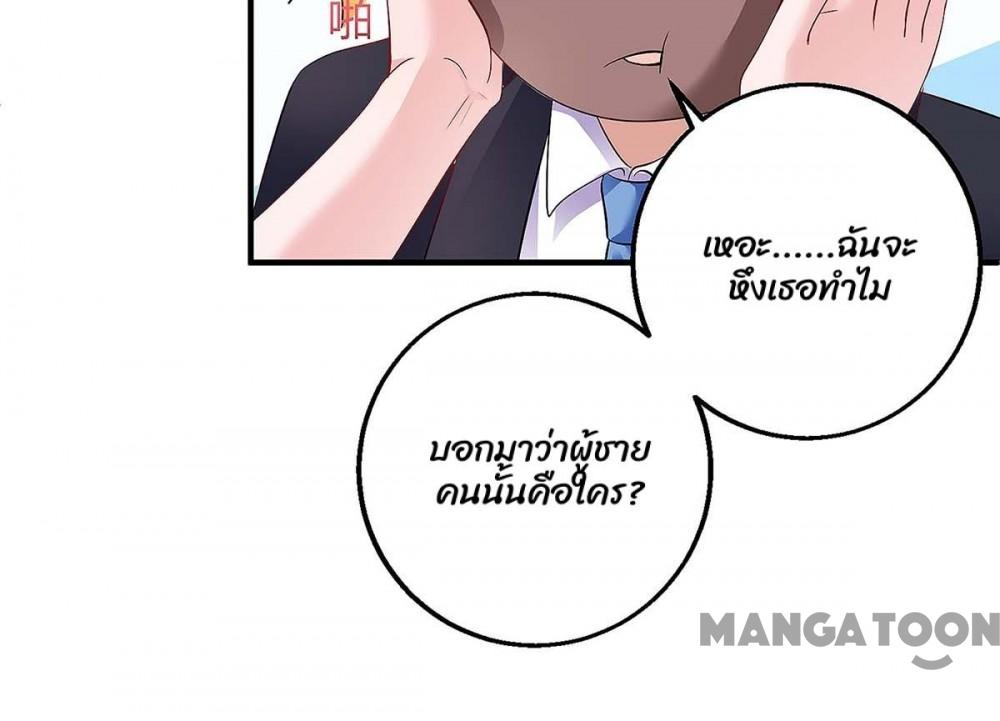 啪
เหอะ......ฉันจะ
หึงเธอทำไม
บอกมาว่าผู้ชาย
คนนั้นคือใคร?
MANGATOON